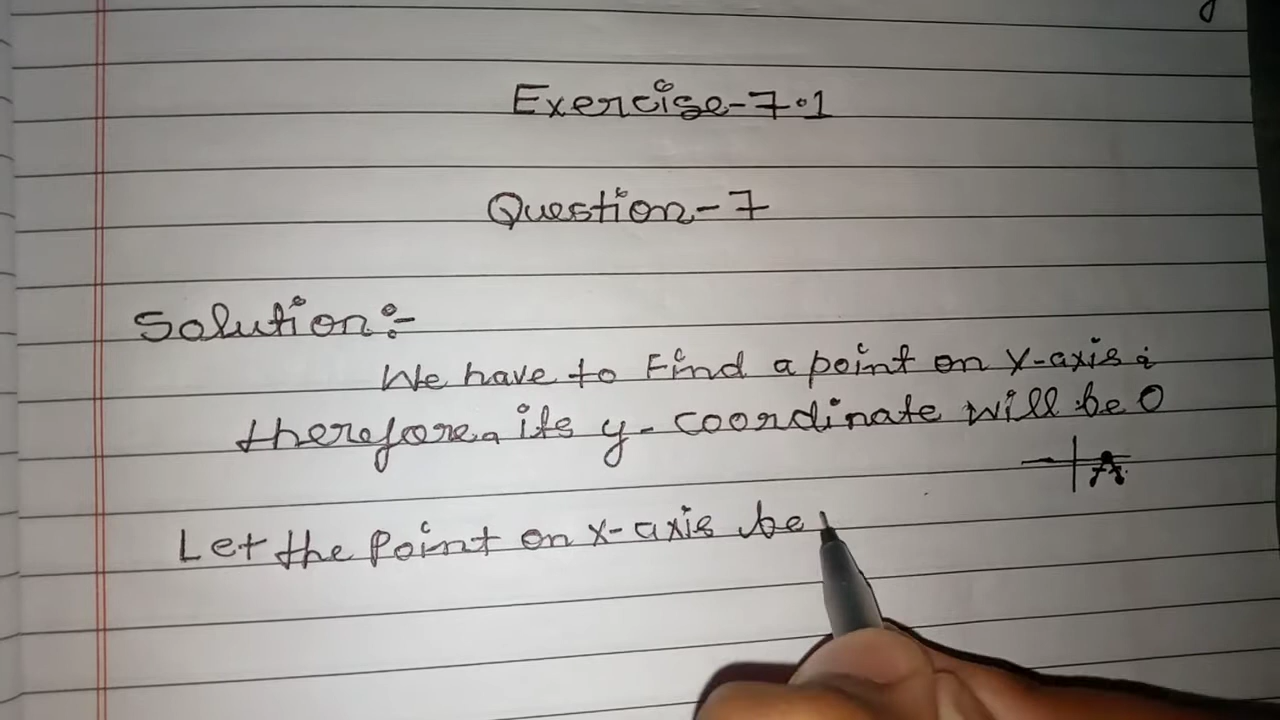 Exercise-7.1
Question-7
Solution:-
We have to Find a point on X-axis
therefore, its y-coordinate will be 0
Let the Point on x-axis be